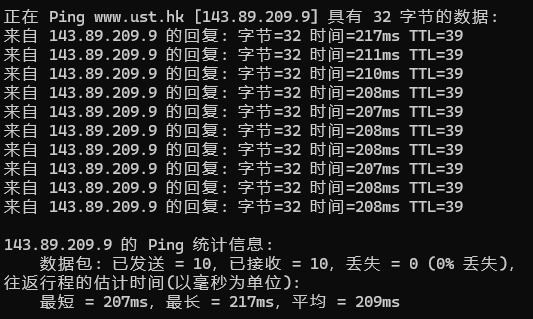 正在 Ping www.ust.hk [143.89.209.9] 具有 32 字节的数据:
来自 143.89.209.9 的回复: 字节=32 时间=217ms TTL=39
来自 143.89.209.9 的回复: 字节=32 时间=211ms TTL=39
来自 143.89.209.9 的回复: 字节=32 时间=210ms TTL=39
来自 143.89.209.9 的回复: 字节=32 时间=208ms TTL=39
来自 143.89.209.9 的回复: 字节=32 时间=207ms TTL=39
来自 143.89.209.9 的回复: 字节=32 时间=208ms TTL=39
来自 143.89.209.9 的回复: 字节=32 时间=208ms TTL=39
来自 143.89.209.9 的回复: 字节=32 时间=207ms TTL=39
来自 143.89.209.9 的回复: 字节=32 时间=208ms TTL=39
来自 143.89.209.9 的回复: 字节=32 时间=208ms TTL=39
143.89.209.9 的 Ping 统计信息:
数据包: 已发送 = 10, 已接收 = 10, 丢失 = 0 (0% 丢失),
往返行程的估计时间(以毫秒为单位):
最短 = 207ms, 最长 = 217ms, 平均 = 209ms